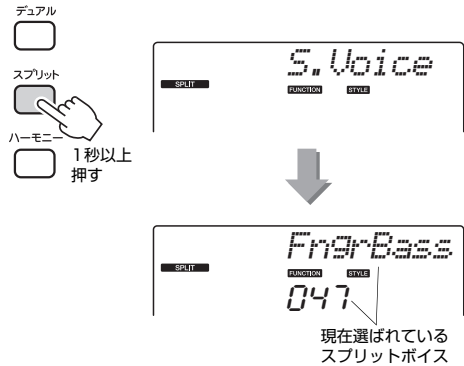 デュアル
スプリット
ハーモニー
1秒以上
押す
S.Voice
SPLIT
FUNCTION STYLE
FngrBass
SPLIT
FUNCTION STYLE
047
現在選ばれている
スプリットボイス